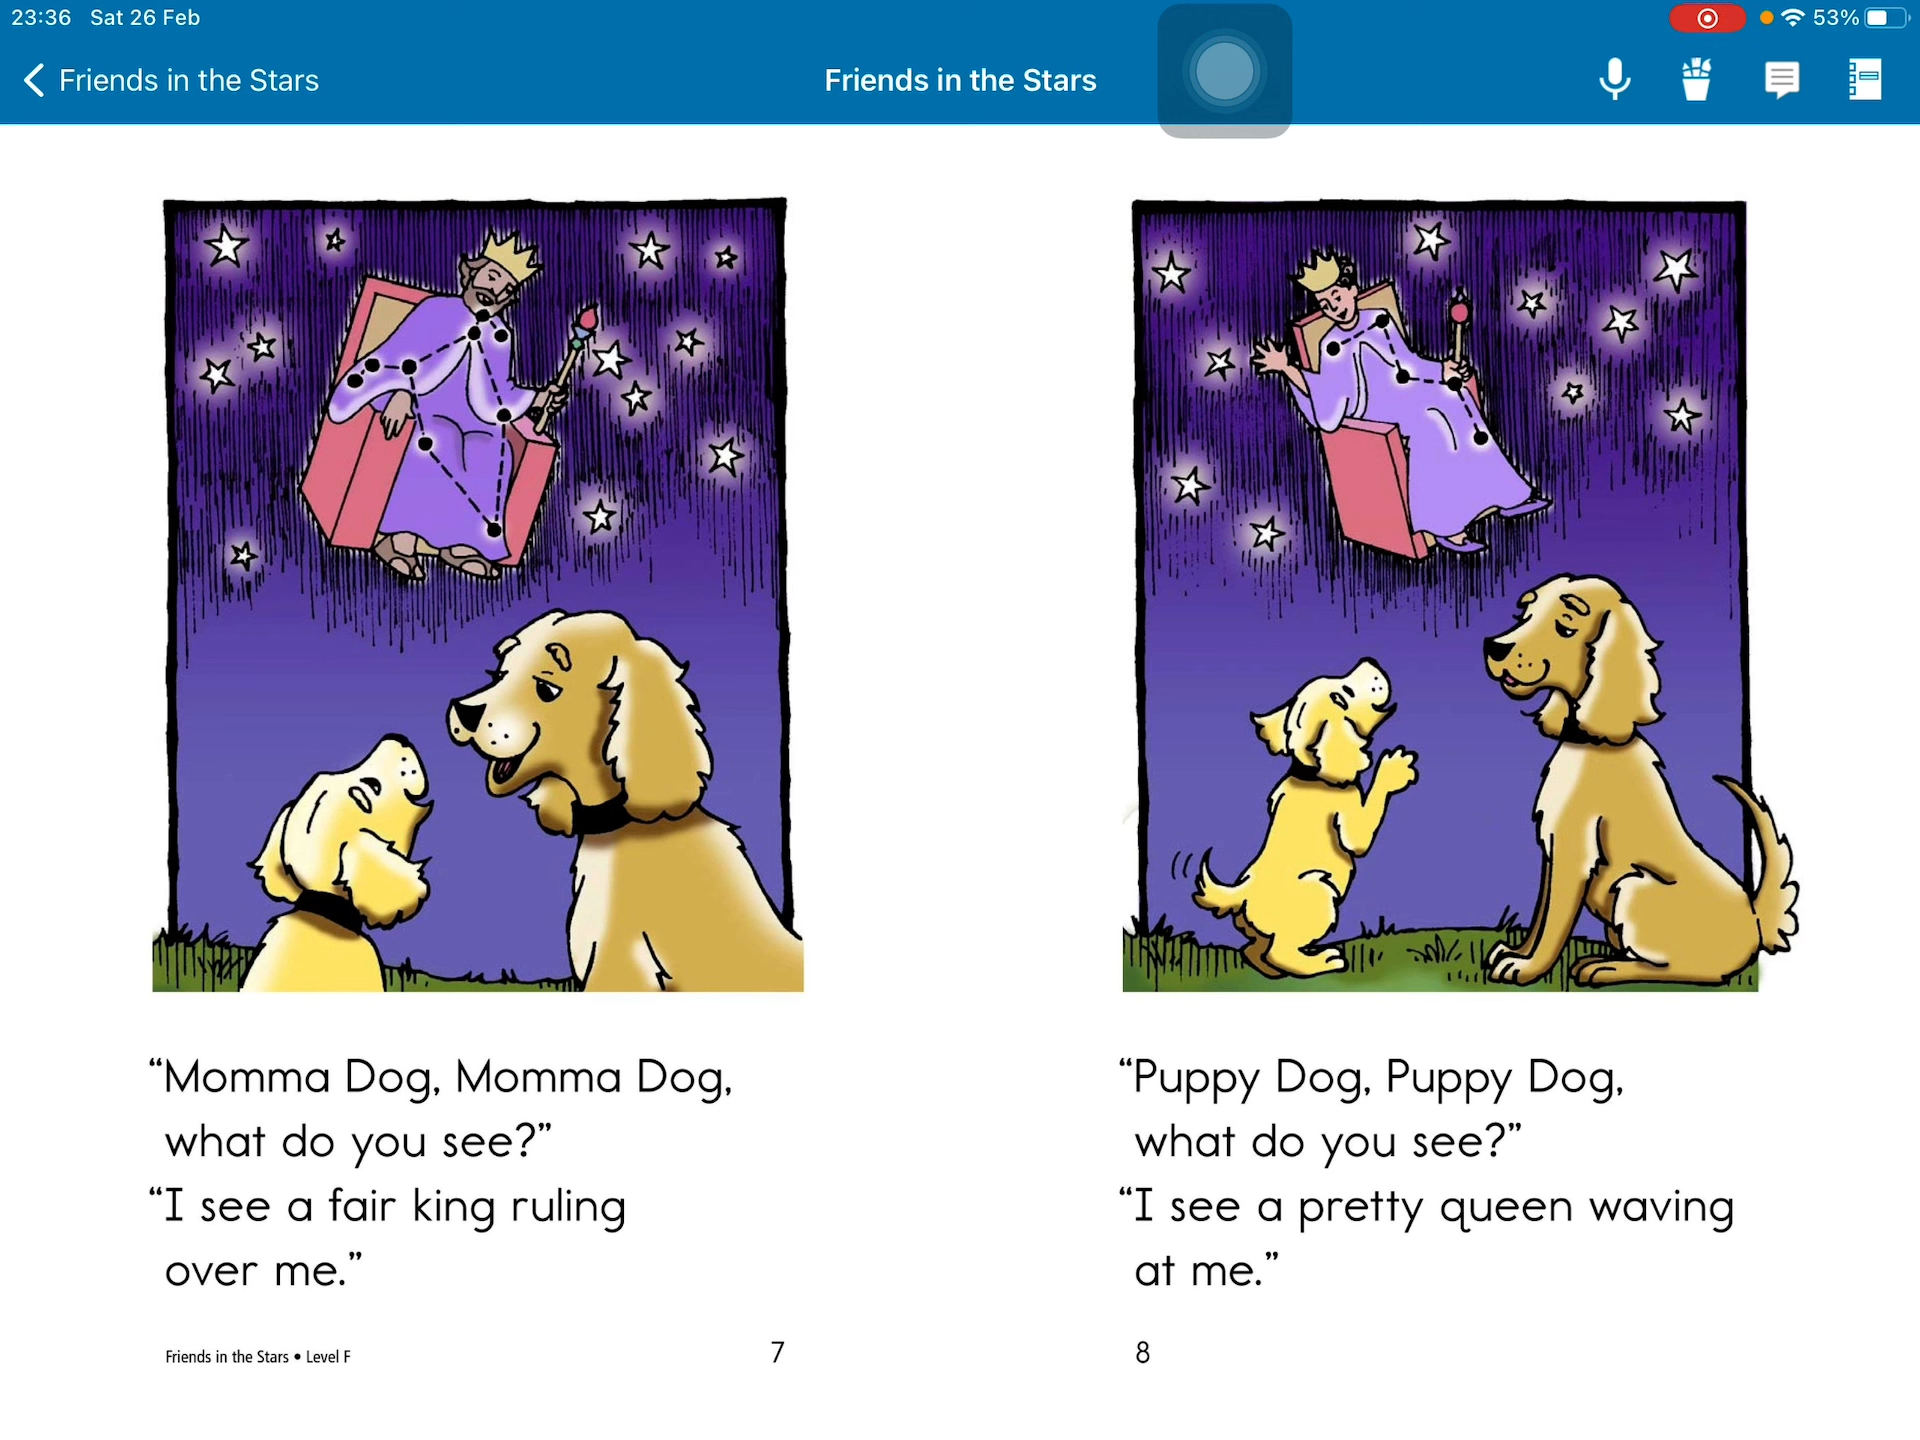 23:36 Sat 26 Feb
53%
Friends in the Stars
Friends in the Stars
“Momma Dog, Momma Dog,
what do you see?”
“I see a fair king ruling
over me.”
Friends in the Stars • Level F
7
“Puppy Dog, Puppy Dog,
what do you see?”
“I see a pretty queen waving
at me.”
8